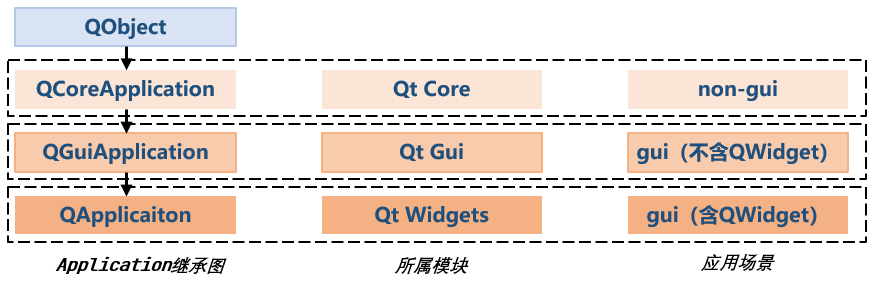 QObject
QCoreApplication Qt Core non-gui
QGuiApplication Qt Gui gui（不含QWidget）
QApplicaiton Qt Widgets gui（含QWidget）
Application继承图 所属模块 应用场景